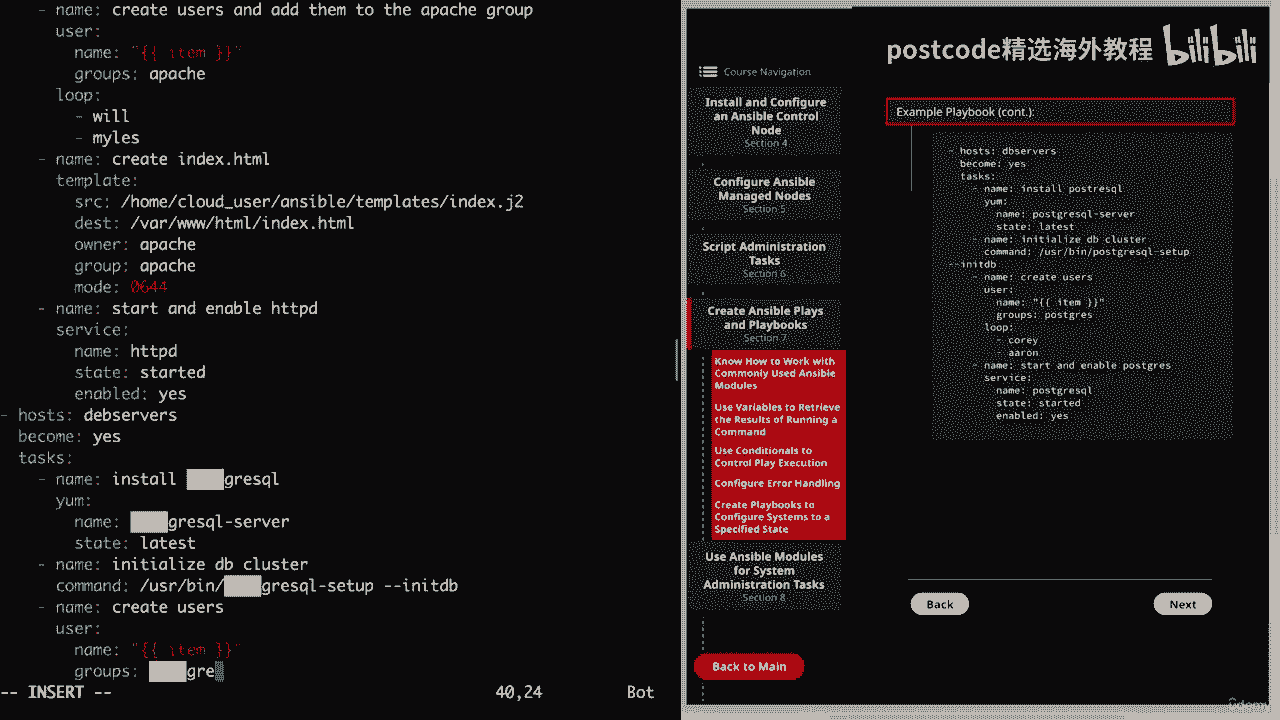 - name: create users and add them to the apache group
user:
name: "{{ item }}"
groups: apache
loop:
- will
- myles
- name: create index.html
template:
src: /home/cloud_user/ansible/templates/index.j2
dest: /var/www/html/index.html
owner: apache
group: apache
mode: 0644
- name: start and enable httpd
service:
name: httpd
state: started
enabled: yes
- hosts: debservers
become: yes
tasks:
- name: install gresql
yum:
name: gresql-server
state: latest
- name: initialize db cluster
command: /usr/bin/gresql-setup --initdb
- name: create users
user:
name: "{{ item }}"
groups: gre
-- INSERT --
40,24
Bot
Course Navigation
Install and Configure
an Ansible Control
Node
Section 4
Configure Ansible
Managed Nodes
Section 5
Script Administration
Tasks
Section 6
Create Ansible Plays
and Playbooks
Section 7
Know How to Work with
Commonly Used Ansible
Modules
Use Variables to Retrieve
the Results of Running a
Command
Use Conditionals to
Control Play Execution
Configure Error Handling
Create Playbooks to
Configure Systems to a
Specified State
Use Ansible Modules
for System
Administration Tasks
Section 8
Back to Main
postcode精选海外教程
bilibili
Example Playbook (cont.):
- hosts: dbservers
become: yes
tasks:
- name: install postresql
yum:
name: postgresql-server
state: latest
- name: initialize db cluster
command: /usr/bin/postgresql-setup
--initdb
- name: create users
user:
name: "{{ item }}"
groups: postgres
loop:
- corey
aaron
- name: start and enable postgres
service:
name: postgresql
state: started
enabled: yes
Back
Next